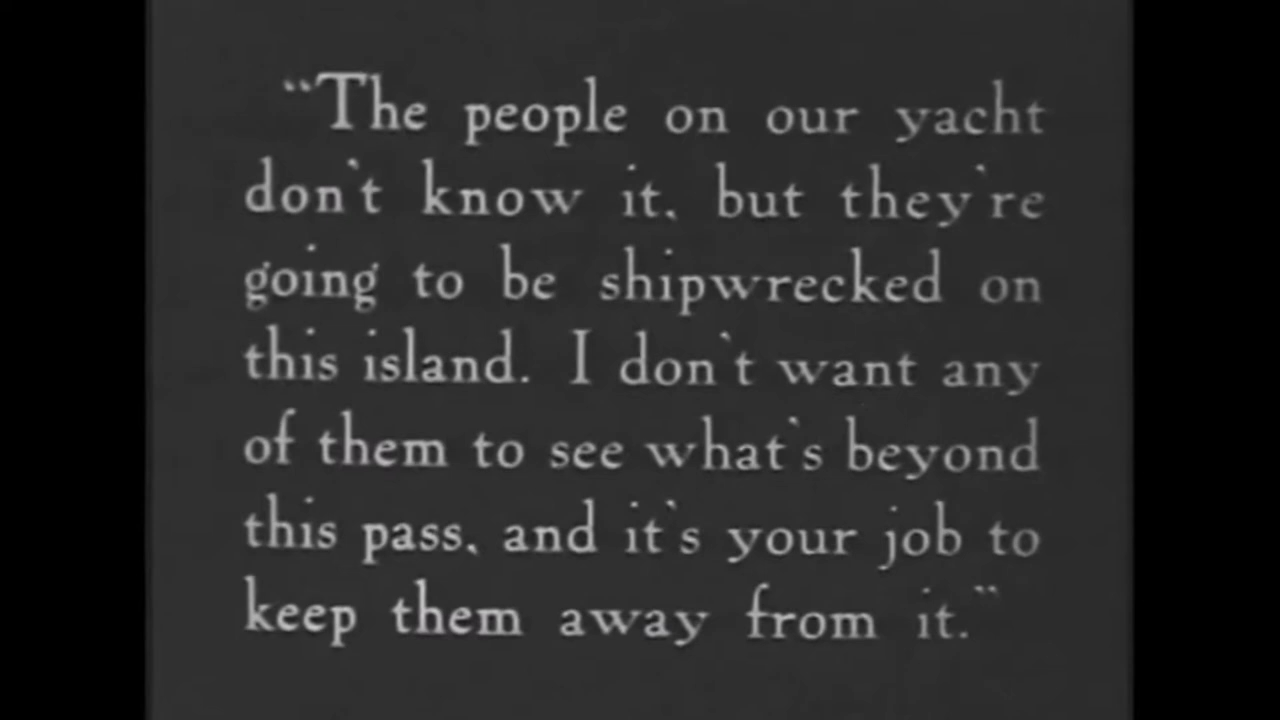 “The people on our yacht
don't know it, but they're
going to be shipwrecked on
this island. I don't want any
of them to see what's beyond
this pass, and it's your job to
keep them away from it.”